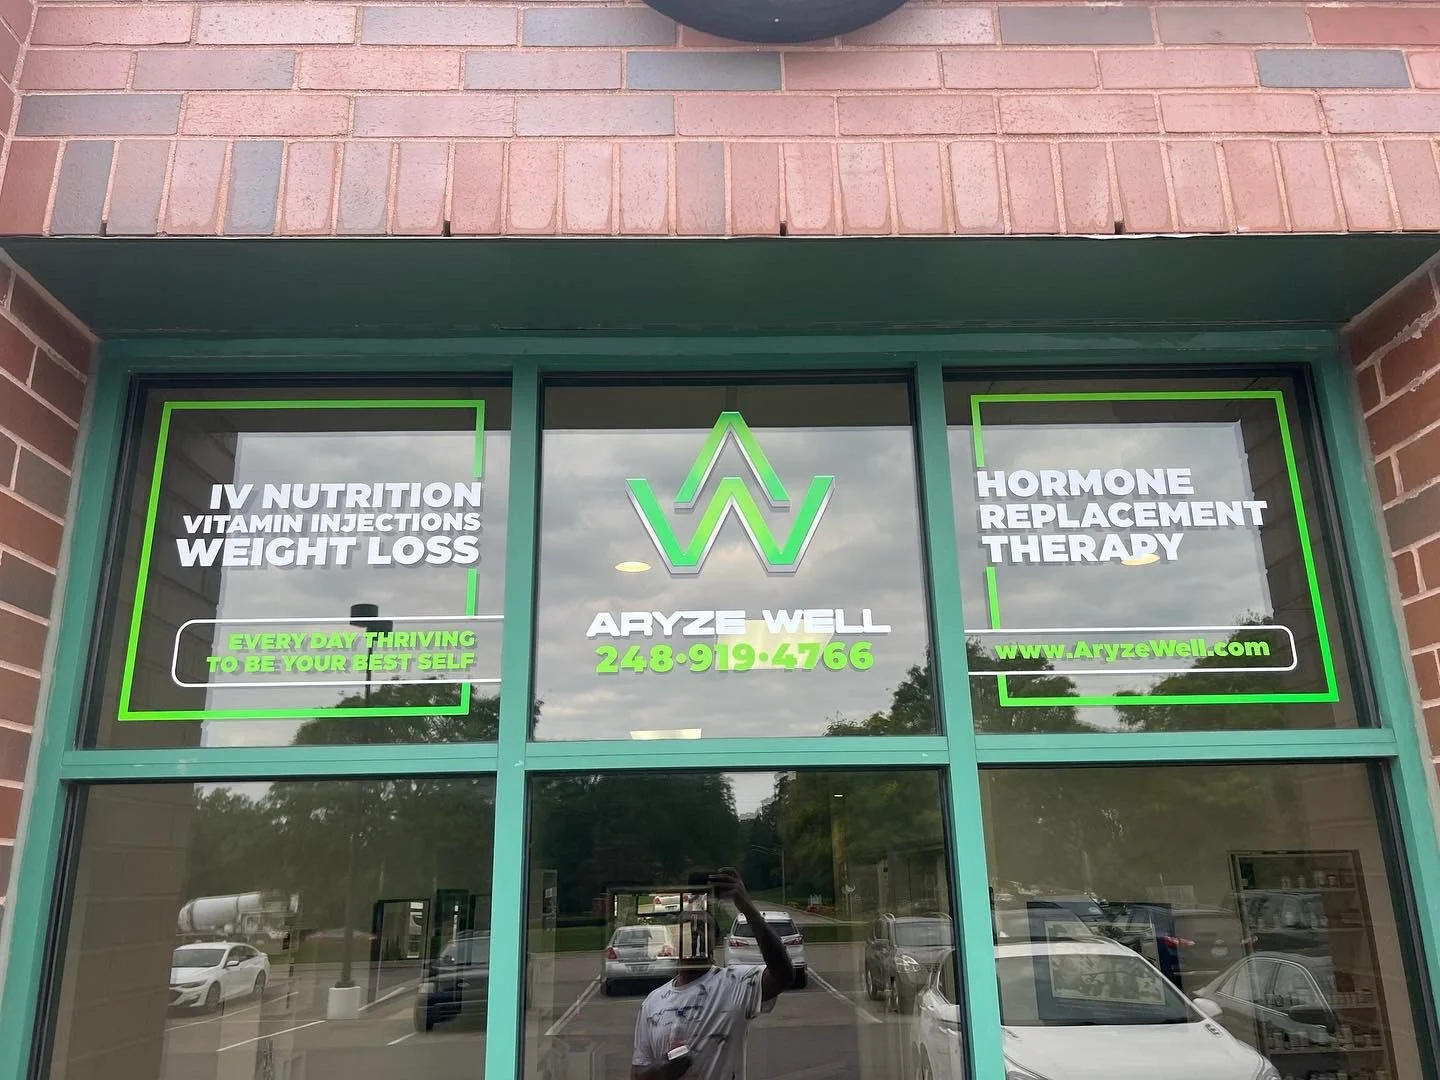 IV NUTRITION
VITAMIN INJECTIONS
WEIGHT LOSS
EVERY DAY THRIVING
TO BE YOUR BEST SELF
ARYZE WELL
248•919•4766
HORMONE
REPLACEMENT
THERAPY
www.AryzeWell.com